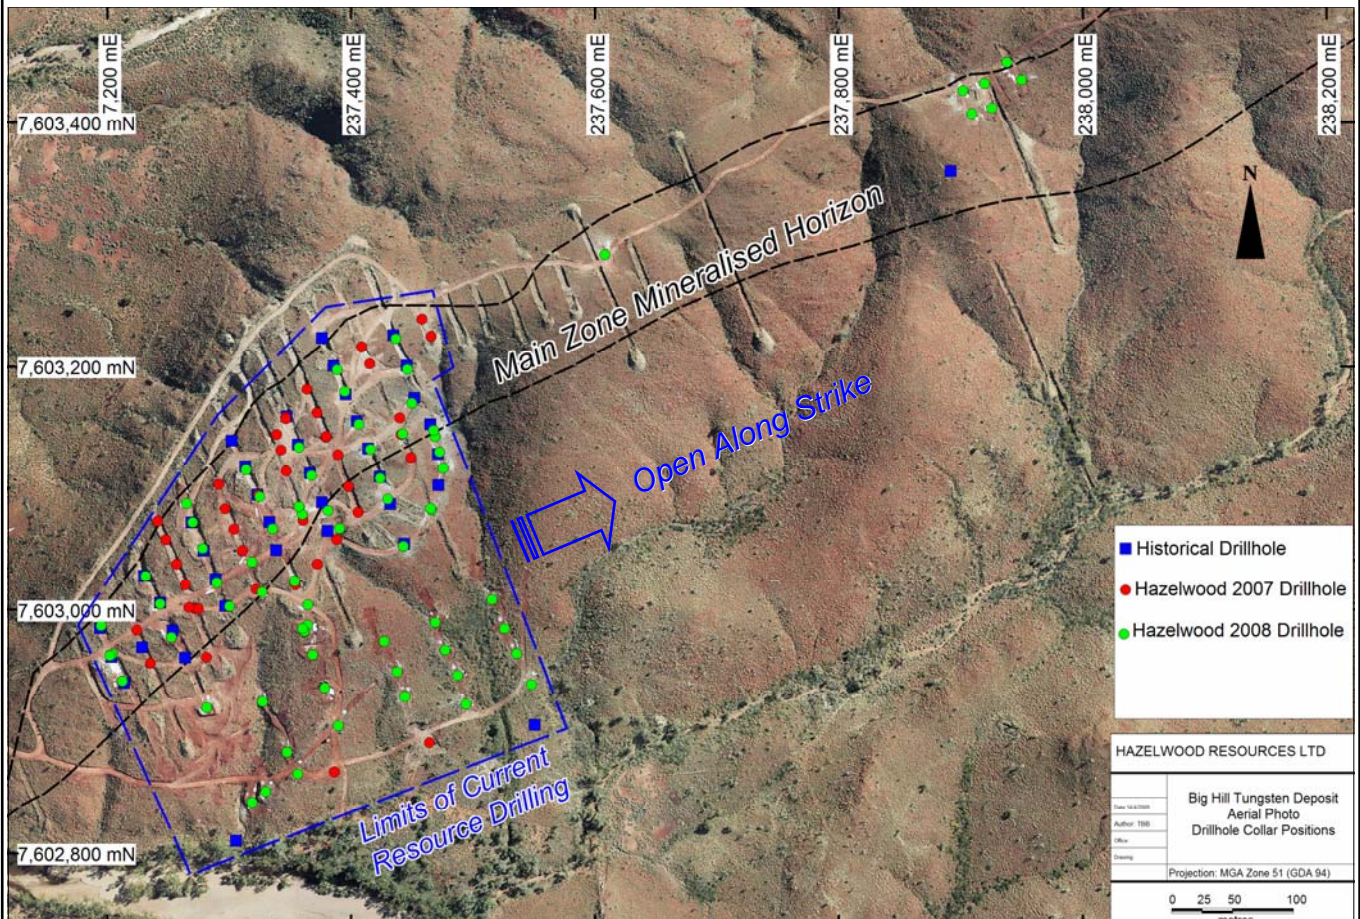 7,200 mE
237,400 mE
237,600 mE
237,800 mE
238,000 mE
238,200 mE
7,603,400 mN
N
Main Zone Mineralised Horizon
7,603,200 mN
Open Along Strike
Historical Drillhole
Hazelwood 2007 Drillhole
Hazelwood 2008 Drillhole
7,603,000 mN
Limits of Current
Resource Drilling
7,602,800 mN
HAZELWOOD RESOURCES LTD
Big Hill Tungsten Deposit
Aerial Photo
Drillhole Collar Positions
Author: TBB
Office:
Drawing:
Projection: MGA Zone 51 (GDA 94)
0 25 50 100
metres